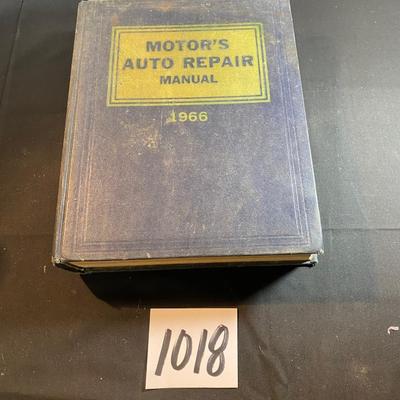 MOTOR'S
AUTO REPAIR
MANUAL
1966
1018